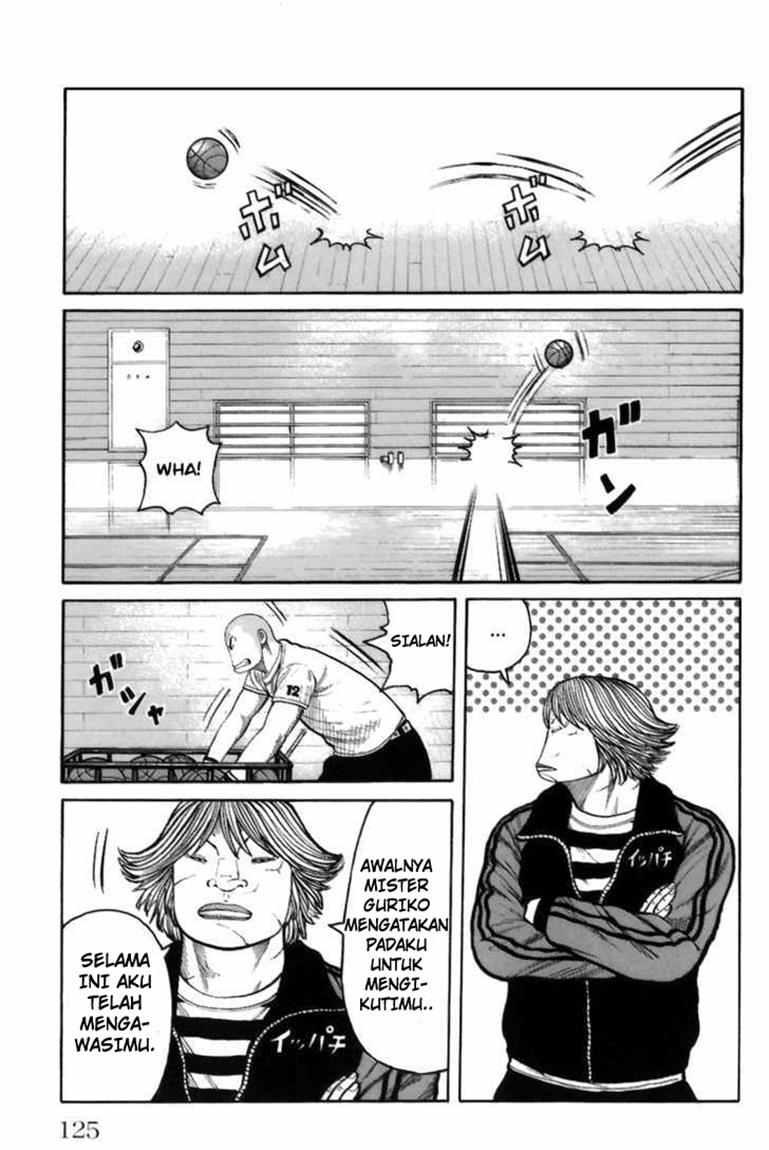 ボム
ボム
WHA!
ガン
SIALAN!
ガシャ
12
...
イッパチ
AWALNYA
MISTER
GURIKO
MENGATAKAN
PADAKU
UNTUK
MENGI-
KUTIMU..
SELAMA
INI AKU
TELAH
MENGA-
WASIMU.
イッパチ
125